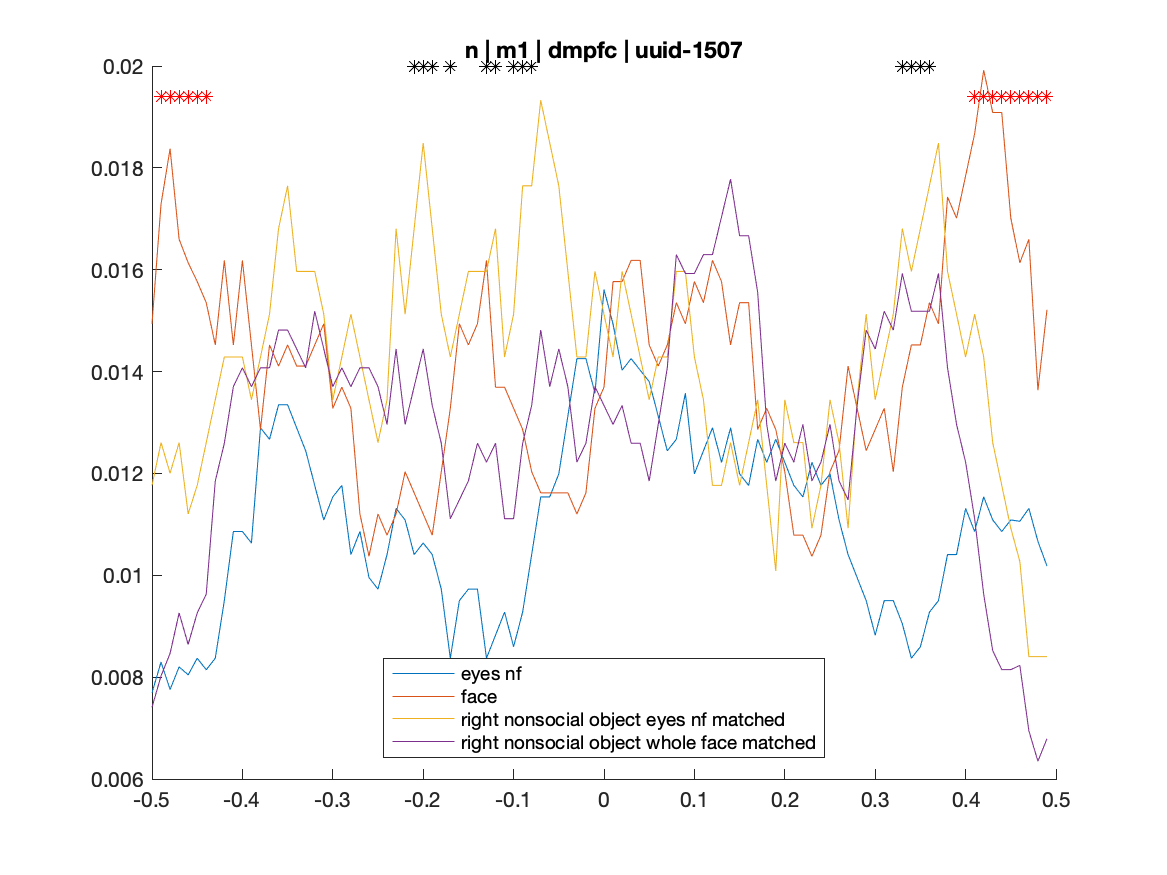 n | m1 | dmpfc | uuid-1507
0.02
0.018
0.016
0.014
0.012
0.01
0.008
0.006
eyes nf
face
right nonsocial object eyes nf matched
right nonsocial object whole face matched
-0.5 -0.4 -0.3 -0.2 -0.1 0 0.1 0.2 0.3 0.4 0.5